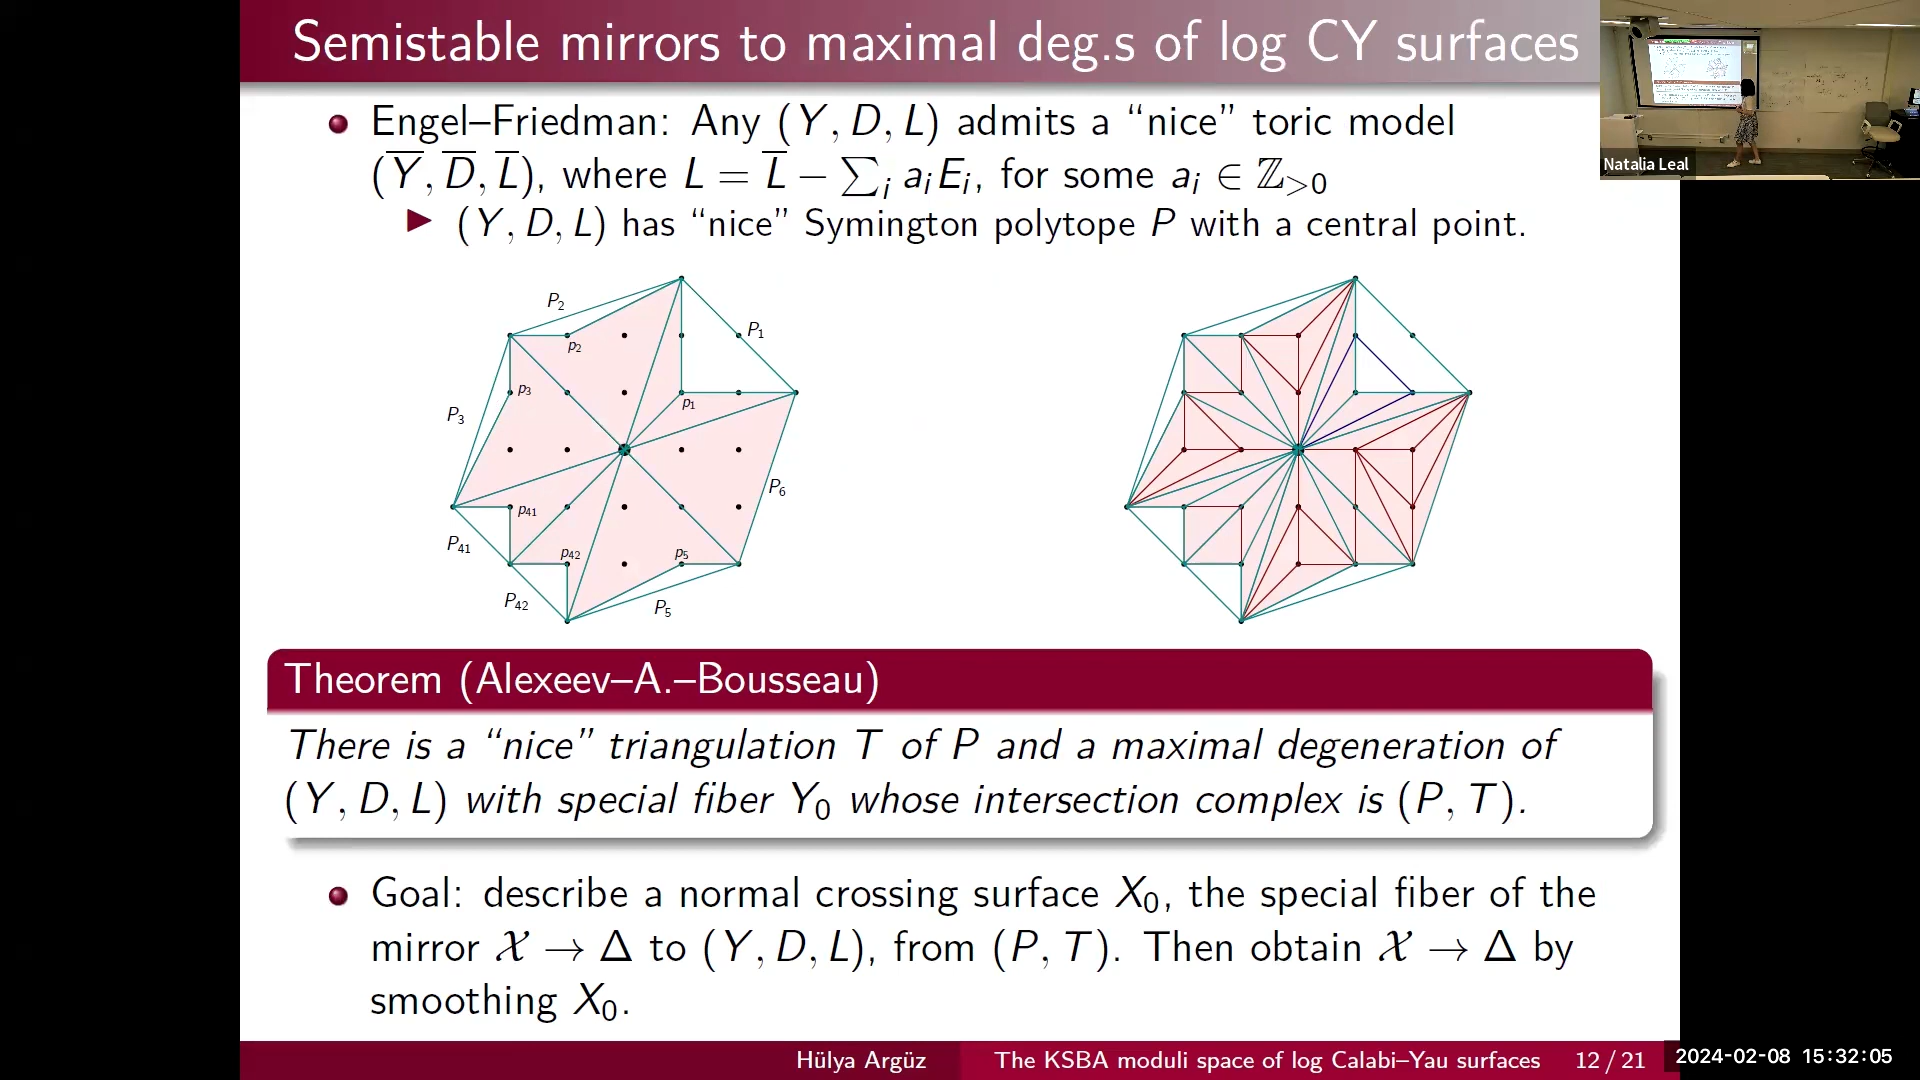 Semistable mirrors to maximal deg.s of log CY surfaces
Natalia Leal
Engel–Friedman: Any (Y, D, L) admits a “nice” toric model
(Y̅, D̅, L̅), where L = L̅ − ∑ᵢ aᵢEᵢ, for some aᵢ ∈ ℤ>0
(Y, D, L) has “nice” Symington polytope P with a central point.
P₂
P₁
p₂
p₃
p₁
P₃
P₆
p₄₁
P₄₁
p₄₂
p₅
P₄₂
P₅
Theorem (Alexeev–A.–Bousseau)
There is a “nice” triangulation T of P and a maximal degeneration of
(Y, D, L) with special fiber Y₀ whose intersection complex is (P, T).
Goal: describe a normal crossing surface X₀, the special fiber of the
mirror 𝒳 → Δ to (Y, D, L), from (P, T). Then obtain 𝒳 → Δ by
smoothing X₀.
Hülya Argüz The KSBA moduli space of log Calabi–Yau surfaces 12 / 21
2024-02-08 15:32:05